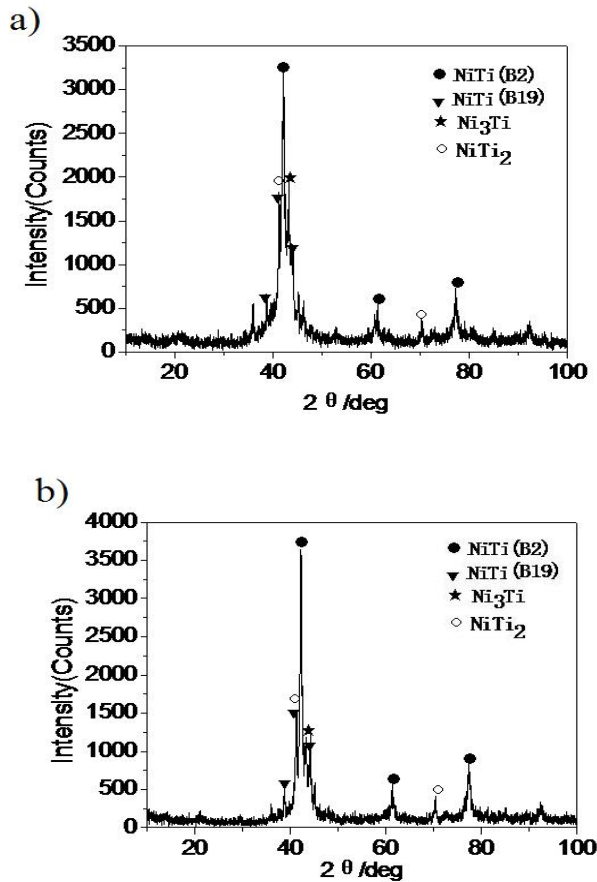 a)
3500
3000
2500
2000
1500
1000
500
0
Intensity(Counts)
NiTi(B2)
NiTi(B19)
Ni3Ti
NiTi2
20 40 60 80 100
2 θ/deg
b)
4000
3500
3000
2500
2000
1500
1000
500
0
Intensity(Counts)
NiTi(B2)
NiTi(B19)
Ni3Ti
NiTi2
20 40 60 80 100
2 θ/deg